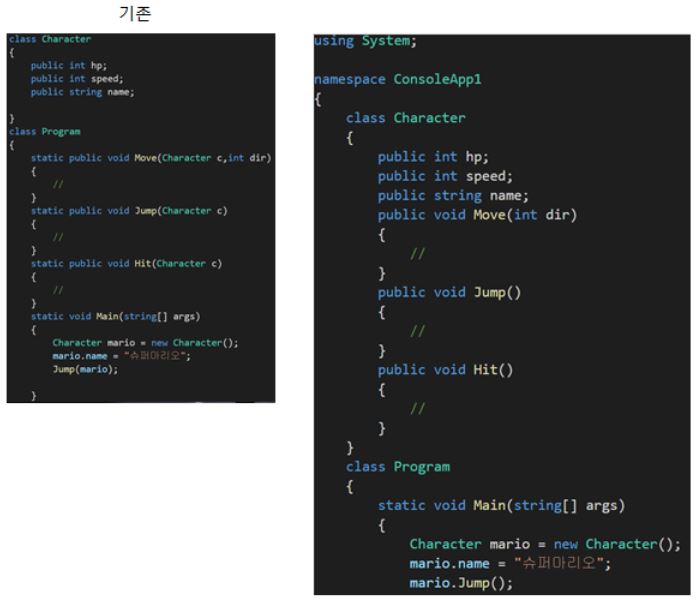 기존
class Character
{
    public int hp;
    public int speed;
    public string name;
}
class Program
{
    static public void Move(Character c,int dir)
    {
        //
    }
    static public void Jump(Character c)
    {
        //
    }
    static public void Hit(Character c)
    {
        //
    }
    static void Main(string[] args)
    {
        Character mario = new Character();
        mario.name = "슈퍼마리오";
        Jump(mario);
    }
using System;
namespace ConsoleApp1
{
    class Character
    {
        public int hp;
        public int speed;
        public string name;
        public void Move(int dir)
        {
            //
        }
        public void Jump()
        {
            //
        }
        public void Hit()
        {
            //
        }
    }
    class Program
    {
        static void Main(string[] args)
        {
            Character mario = new Character();
            mario.name = "슈퍼마리오";
            mario.Jump();